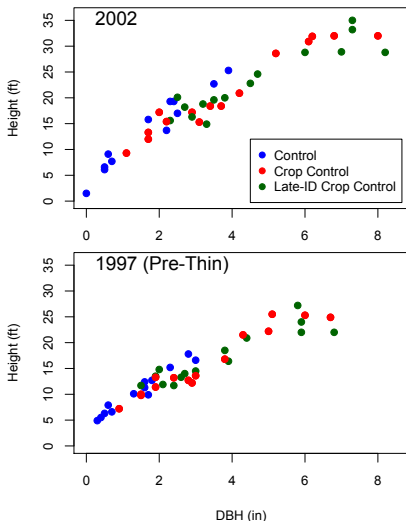 2002
Height (ft)
35
30
25
20
15
10
5
0
Control
Crop Control
Late-ID Crop Control
0 2 4 6 8
1997 (Pre-Thin)
Height (ft)
35
30
25
20
15
10
5
0
0 2 4 6 8
DBH (in)